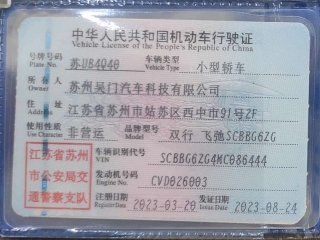 中华人民共和国机动车行驶证
Vehicle License of the People's Republic of China
号牌号码 苏UB4Q40 车辆类型 小型轿车
Plate No. Vehicle Type
所有人 苏州吴门汽车科技有限公司
Owner
住址 江苏省苏州市姑苏区西中市91号2F
Address
使用性质 非营运 品牌型号 双行 飞驰SCBBG6ZG
Use Character Model
江苏省苏州市公安局交通警察支队
车辆识别代号 SCBBG6ZG4MC086444
VIN
发动机号码 CVD026003
Engine No.
注册日期 2023-03-20 发证日期 2023-08-24
Register Date Issue Date